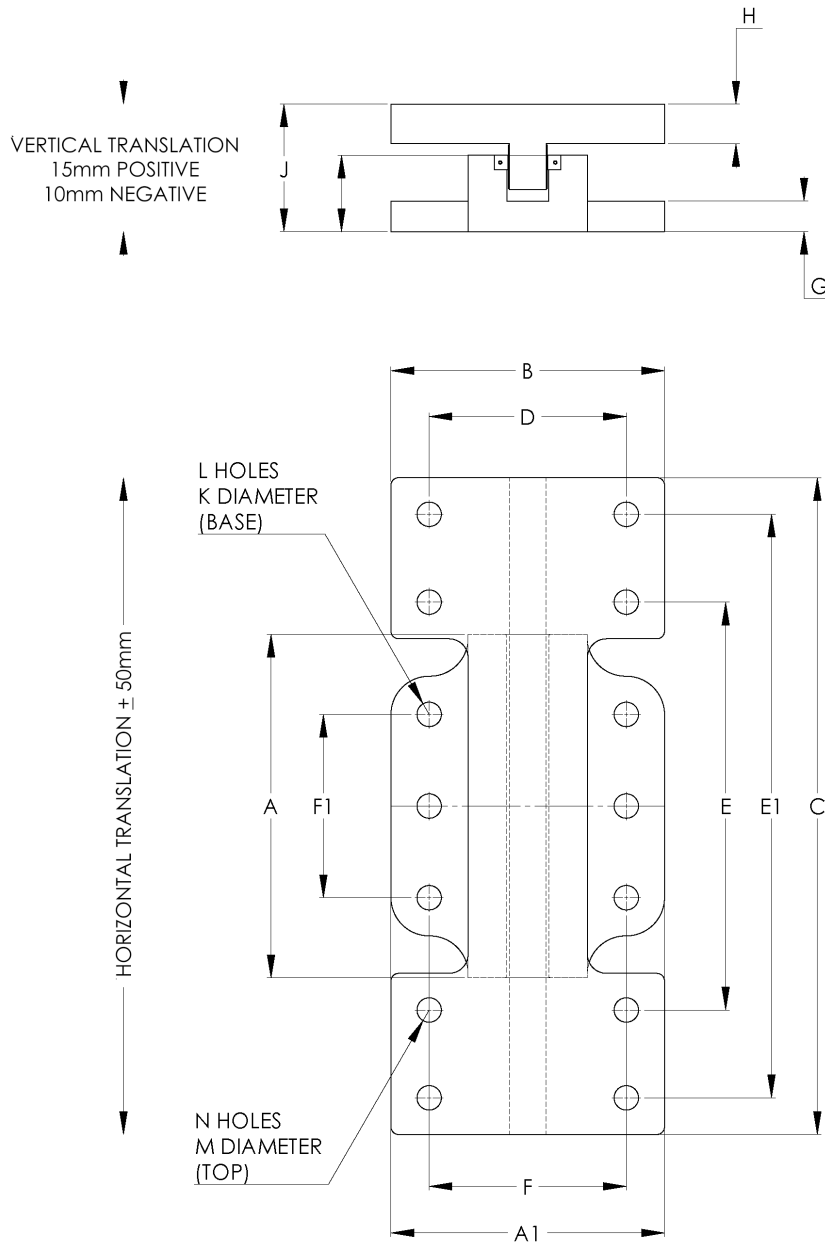 H
VERTICAL TRANSLATION
15mm POSITIVE
10mm NEGATIVE
J
G
B
D
L HOLES
K DIAMETER
(BASE)
HORIZONTAL TRANSLATION ± 50mm
A
F1
E
E1
C
N HOLES
M DIAMETER
(TOP)
F
A1